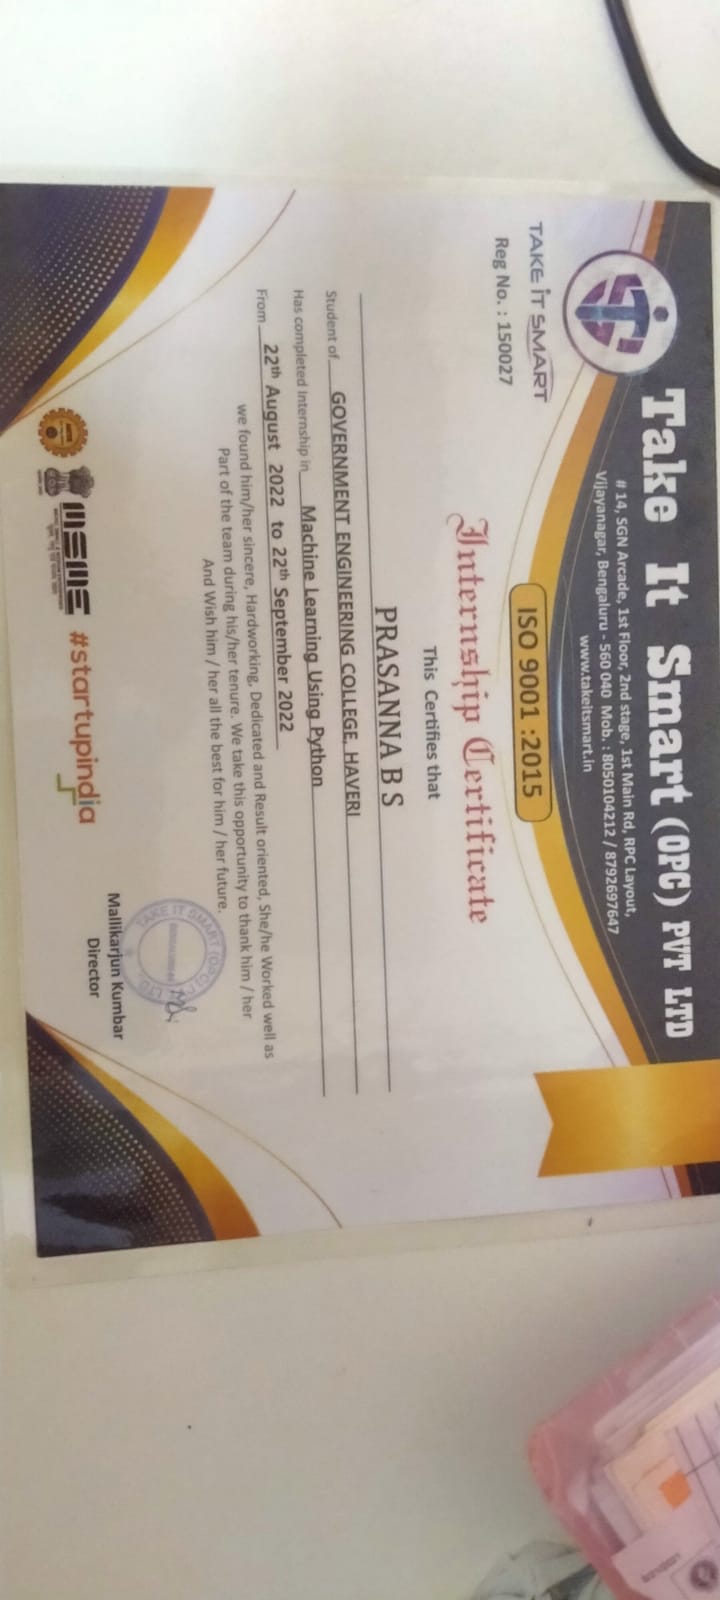 Take It Smart (OPC) PVT LTD
# 14, SGN Arcade, 1st Floor, 2nd stage, 1st Main Rd, RPC Layout,
Vijayanagar, Bengaluru - 560 040 Mob. : 8050104212 / 8792697647
www.takeitsmart.in
TAKE iT SMART
Reg No. : 150027
ISO 9001 :2015
Internship Certificate
This Certifies that
PRASANNA B S
Student of GOVERNMENT ENGINEERING COLLEGE, HAVERI
Has completed internship in Machine Learning Using Python
From 22th August 2022 to 22th September 2022
we found him/her sincere, Hardworking, Dedicated and Result oriented, She/he Worked well as
Part of the team during his/her tenure. We take this opportunity to thank him / her
And Wish him / her all the best for him / her future.
MSME
#startupindia
TAKE IT SMART (OPC)
Mallikarjun Kumbar
Director